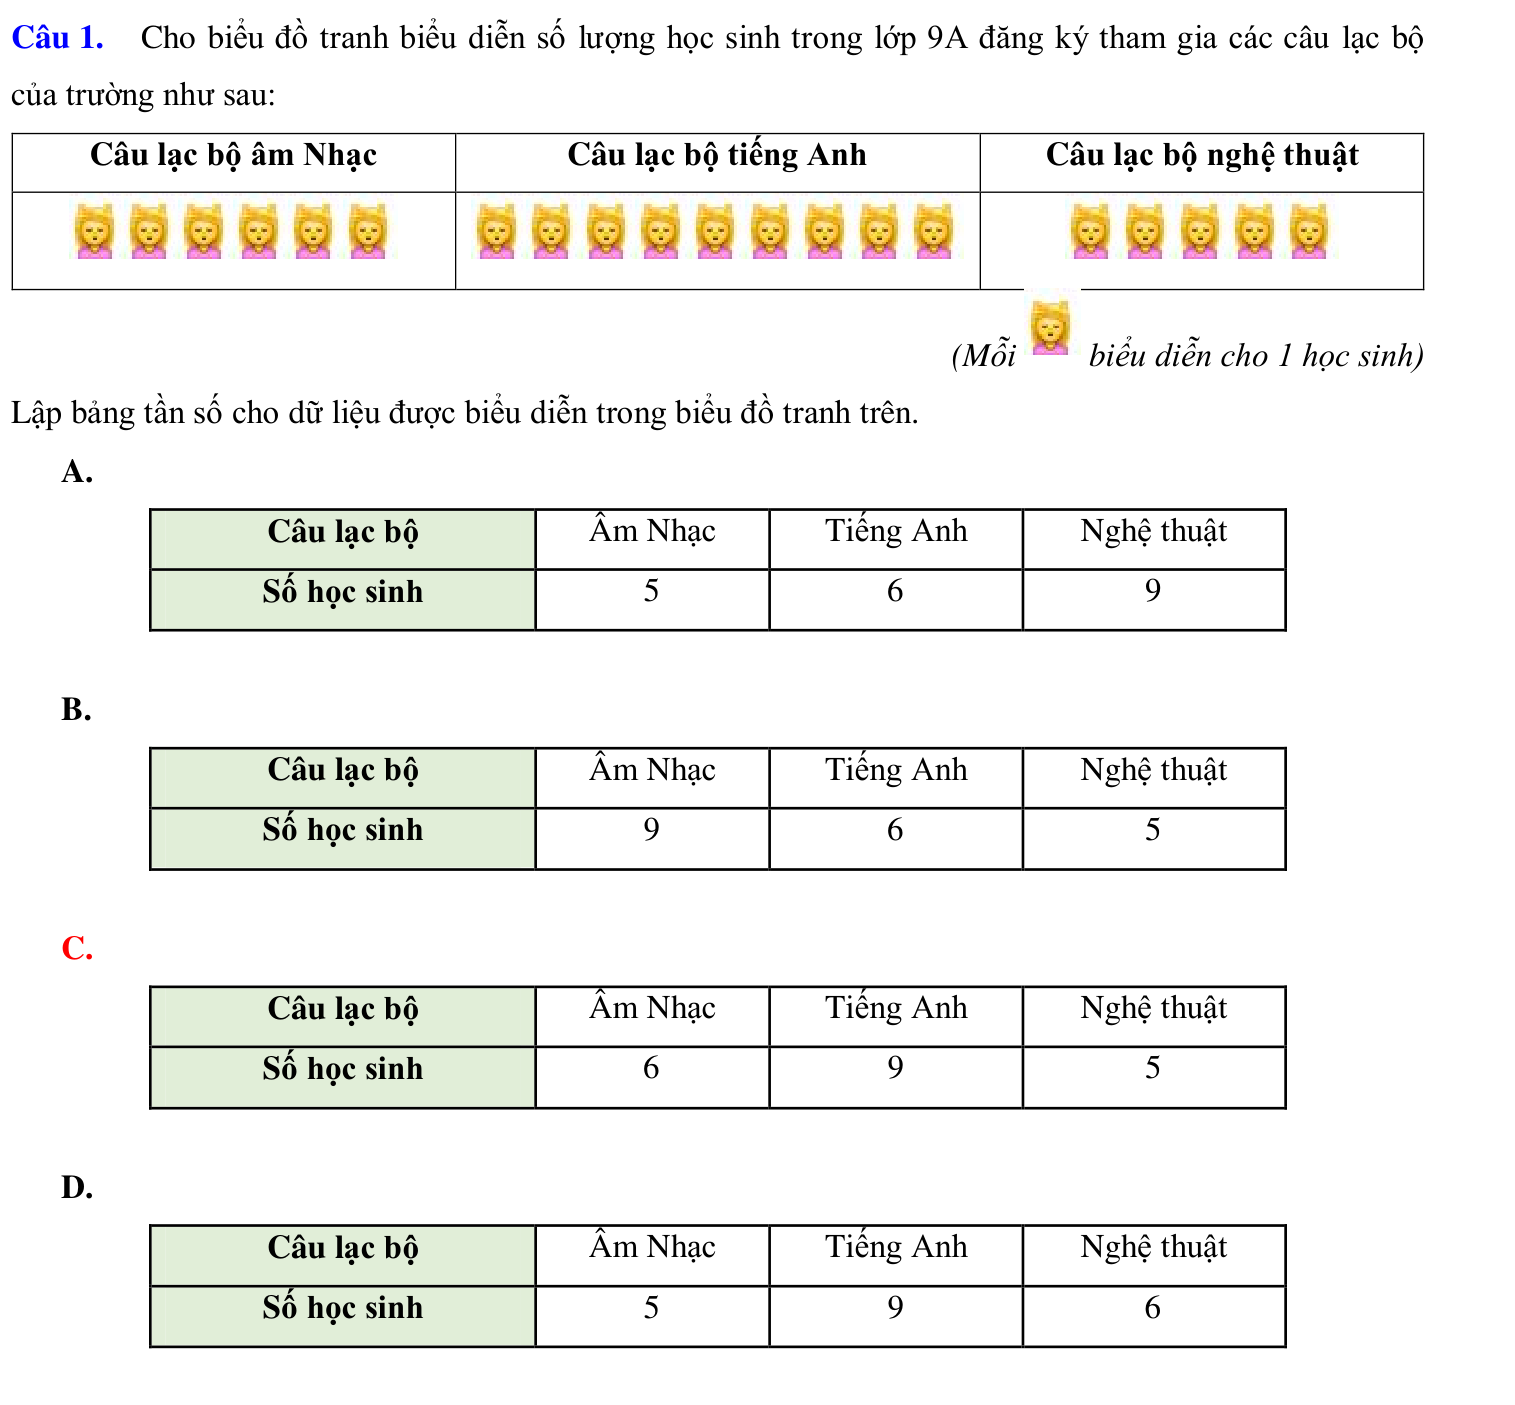 Câu 1. Cho biểu đồ tranh biểu diễn số lượng học sinh trong lớp 9A đăng ký tham gia các câu lạc bộ
của trường như sau:
Câu lạc bộ âm Nhạc Câu lạc bộ tiếng Anh Câu lạc bộ nghệ thuật
(Mỗi biểu diễn cho 1 học sinh)
Lập bảng tần số cho dữ liệu được biểu diễn trong biểu đồ tranh trên.
A.
Câu lạc bộ Âm Nhạc Tiếng Anh Nghệ thuật
Số học sinh 5 6 9
B.
Câu lạc bộ Âm Nhạc Tiếng Anh Nghệ thuật
Số học sinh 9 6 5
C.
Câu lạc bộ Âm Nhạc Tiếng Anh Nghệ thuật
Số học sinh 6 9 5
D.
Câu lạc bộ Âm Nhạc Tiếng Anh Nghệ thuật
Số học sinh 5 9 6